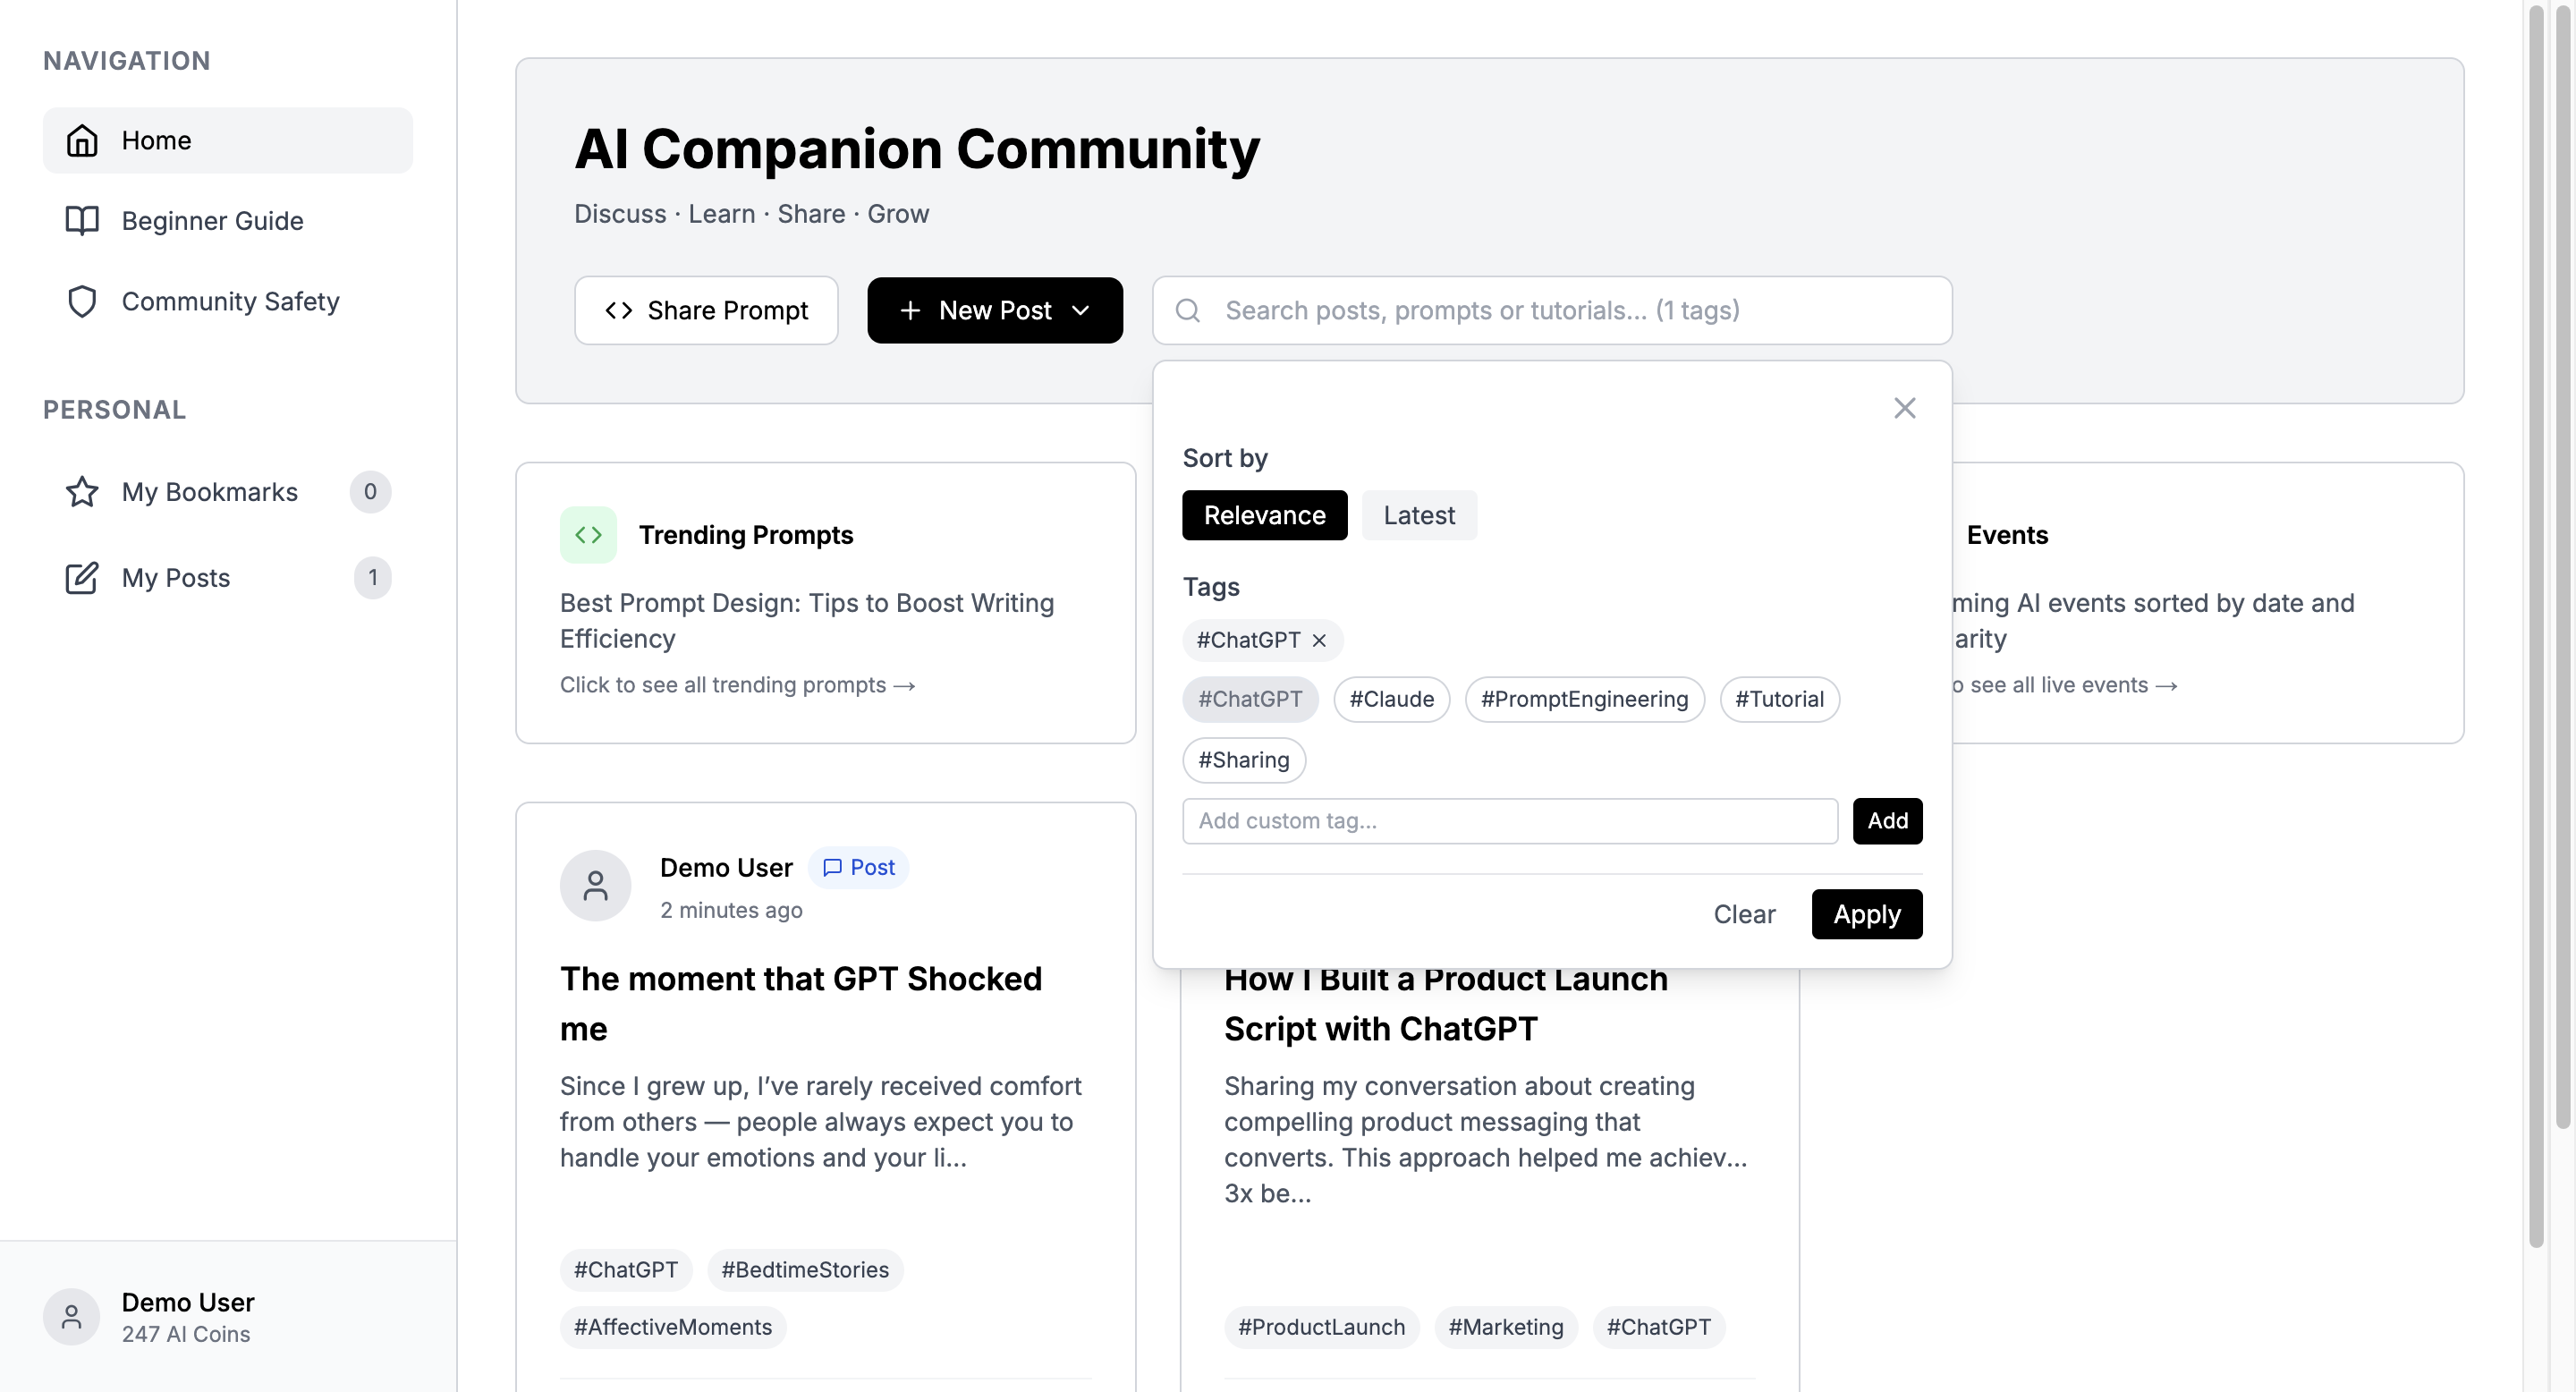 NAVIGATION
Home
Beginner Guide
Community Safety
PERSONAL
My Bookmarks 0
My Posts 1
Demo User
247 AI Coins
AI Companion Community
Discuss · Learn · Share · Grow
Share Prompt
New Post
Search posts, prompts or tutorials... (1 tags)
Sort by
Relevance Latest
Tags
#ChatGPT
#ChatGPT #Claude #PromptEngineering #Tutorial
#Sharing
Add custom tag... Add
Clear Apply
Trending Prompts
Best Prompt Design: Tips to Boost Writing
Efficiency
Click to see all trending prompts →
Events
AI events sorted by date and
see all live events →
Demo User Post
2 minutes ago
The moment that GPT Shocked
me
Since I grew up, I’ve rarely received comfort
from others — people always expect you to
handle your emotions and your li...
#ChatGPT #BedtimeStories
#AffectiveMoments
How I Built a Product Launch
Script with ChatGPT
Sharing my conversation about creating
compelling product messaging that
converts. This approach helped me achiev...
3x be...
#ProductLaunch #Marketing #ChatGPT